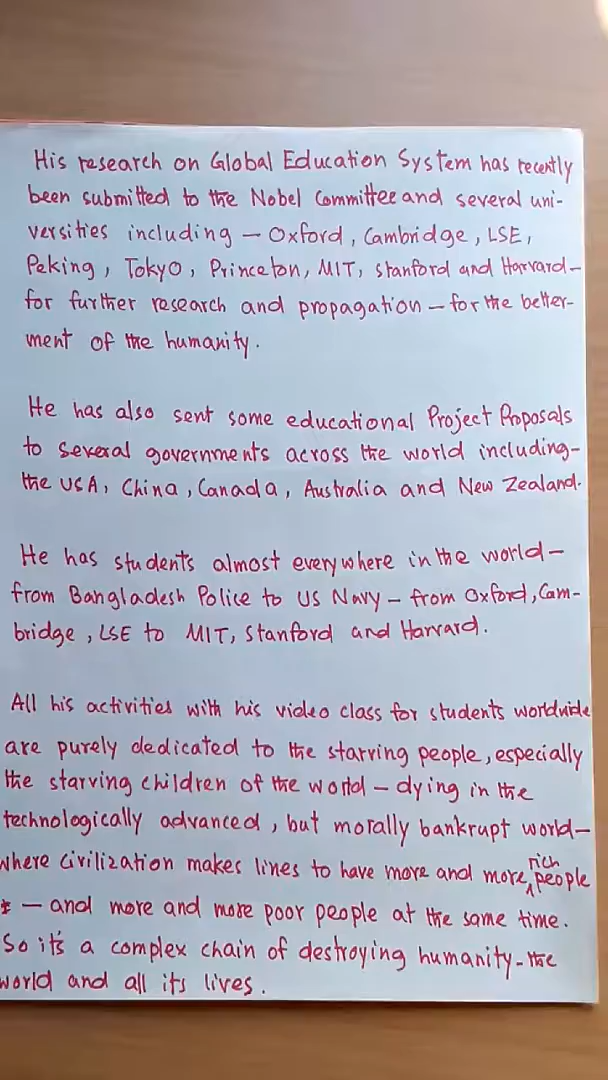 His research on Global Education System has recently
been submitted to the Nobel Committee and several uni-
versities including – Oxford, Cambridge, LSE,
Peking, Tokyo, Princeton, MIT, Stanford and Harvard –
for further research and propagation – for the better-
ment of the humanity.
He has also sent some educational Project Proposals
to several governments across the world including –
the USA, China, Canada, Australia and New Zealand.
He has students almost everywhere in the world –
from Bangladesh Police to US Navy – from Oxford, Cam-
bridge, LSE to MIT, Stanford and Harvard.
All his activities with his video class for students worldwide
are purely dedicated to the starving people, especially
the starving children of the world – dying in the
technologically advanced, but morally bankrupt world –
where civilization makes lines to have more and more rich people
– and more and more poor people at the same time.
So it's a complex chain of destroying humanity – the
world and all its lives.